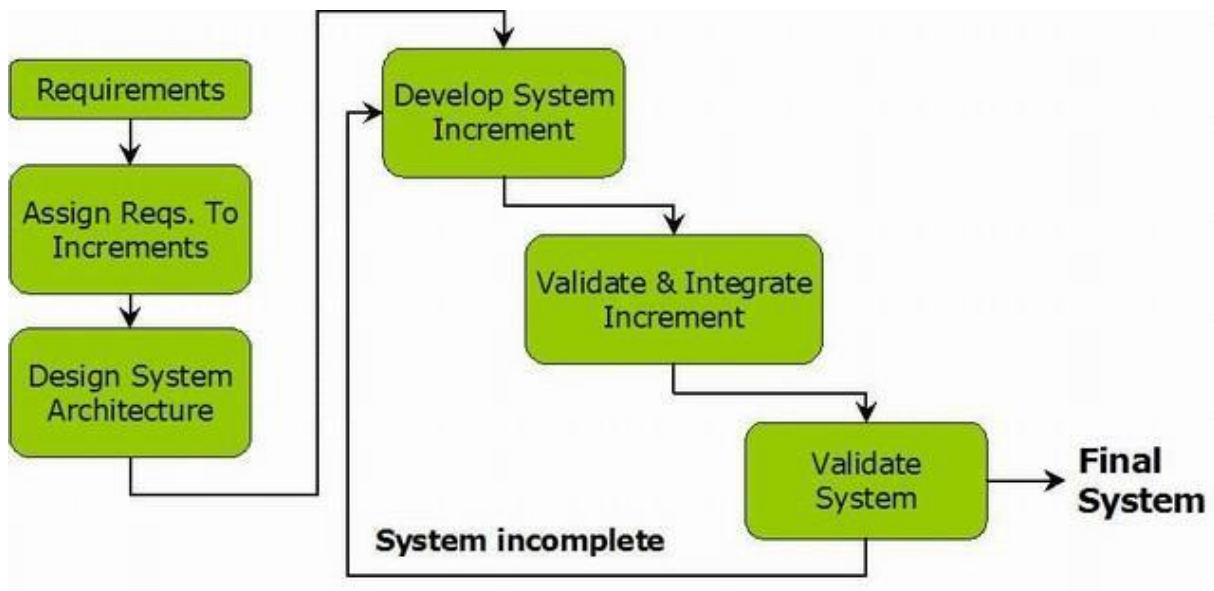 Requirements
Assign Reqs. To
Increments
Design System
Architecture
Develop System
Increment
Validate & Integrate
Increment
Validate
System
Final
System
System incomplete